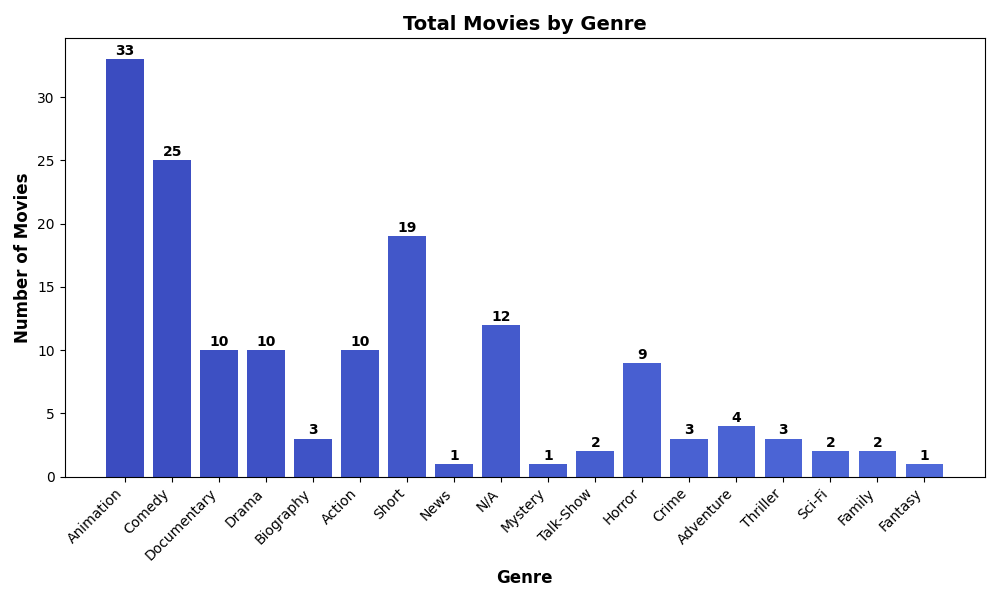 Total Movies by Genre
Number of Movies
30
25
20
15
10
5
0
33
25
10
10
3
10
19
1
12
1
2
9
3
4
3
2
2
1
Animation
Comedy
Documentary
Drama
Biography
Action
Short
News
N/A
Mystery
Talk-Show
Horror
Crime
Adventure
Thriller
Sci-Fi
Family
Fantasy
Genre